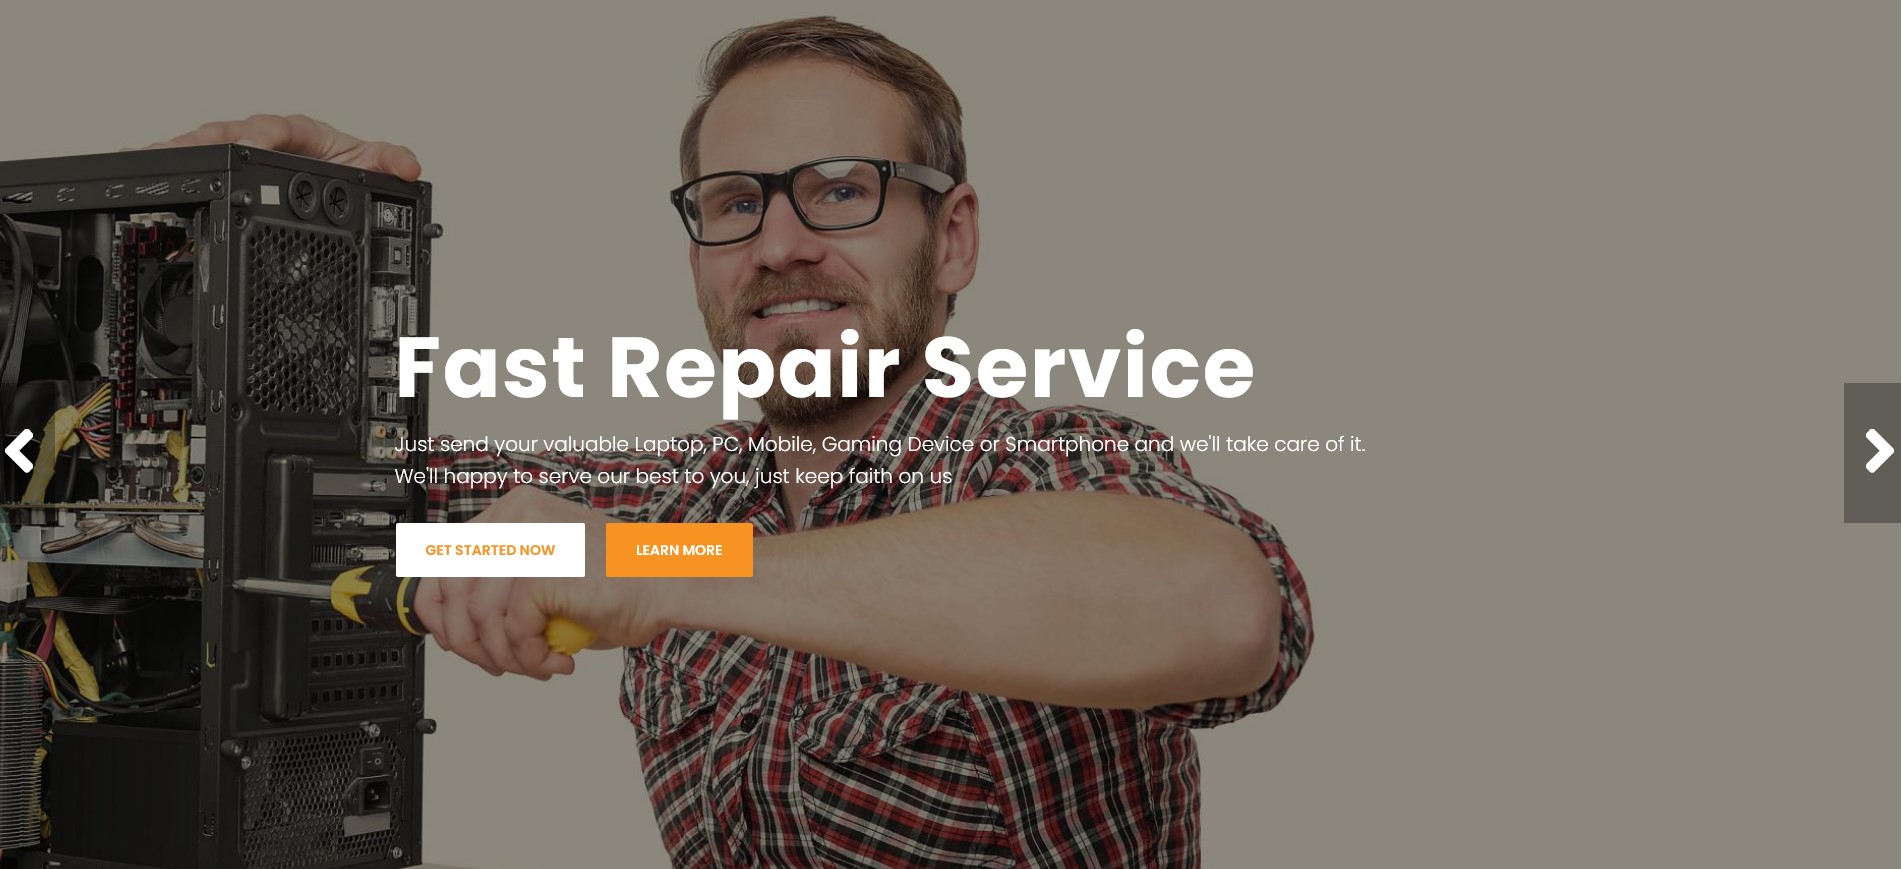 Fast Repair Service
Just send your valuable Laptop, PC, Mobile, Gaming Device or Smartphone and we'll take care of it.
We'll happy to serve our best to you, just keep faith on us
GET STARTED NOW
LEARN MORE